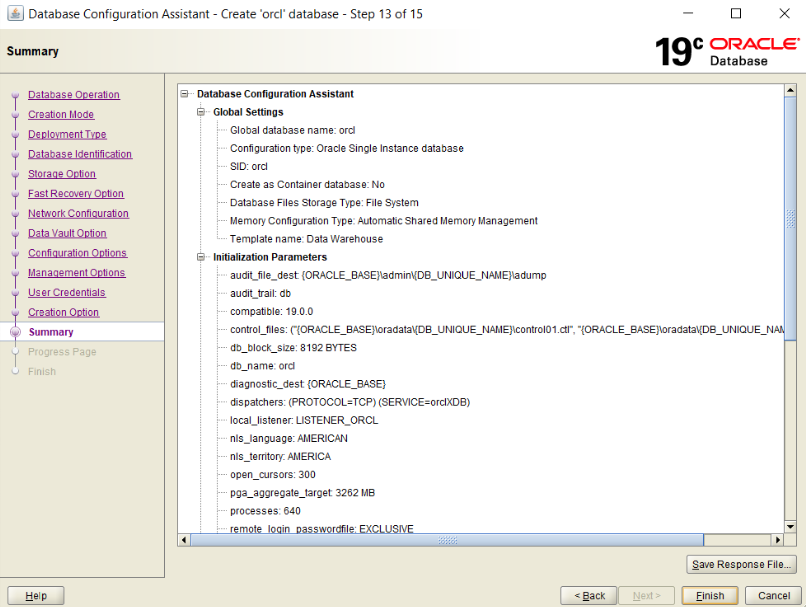 Database Configuration Assistant - Create 'orcl' database - Step 13 of 15
Summary
19c ORACLE
Database
Database Operation
Creation Mode
Deployment Type
Database Identification
Storage Option
Fast Recovery Option
Network Configuration
Data Vault Option
Configuration Options
Management Options
User Credentials
Creation Option
Summary
Progress Page
Finish
Database Configuration Assistant
Global Settings
Global database name: orcl
Configuration type: Oracle Single Instance database
SID: orcl
Create as Container database: No
Database Files Storage Type: File System
Memory Configuration Type: Automatic Shared Memory Management
Template name: Data Warehouse
Initialization Parameters
audit_file_dest: {ORACLE_BASE}\admin\{DB_UNIQUE_NAME}\adump
audit_trail: db
compatible: 19.0.0
control_files: ("{ORACLE_BASE}\oradata\{DB_UNIQUE_NAME}\control01.ctl", "{ORACLE_BASE}\oradata\{DB_UNIQUE_NAM
db_block_size: 8192 BYTES
db_name: orcl
diagnostic_dest: {ORACLE_BASE}
dispatchers: (PROTOCOL=TCP) (SERVICE=orclXDB)
local_listener: LISTENER_ORCL
nls_language: AMERICAN
nls_territory: AMERICA
open_cursors: 300
pga_aggregate_target: 3262 MB
processes: 640
remote_login_passwordfile: EXCLUSIVE
Save Response File...
Help
< Back
Next >
Finish
Cancel